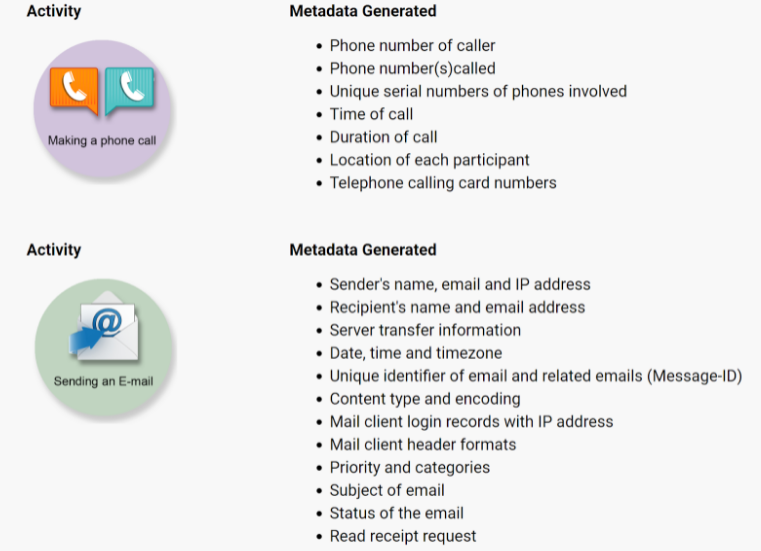 Activity
Metadata Generated
Making a phone call
• Phone number of caller
• Phone number(s)called
• Unique serial numbers of phones involved
• Time of call
• Duration of call
• Location of each participant
• Telephone calling card numbers
Activity
Metadata Generated
@
Sending an E-mail
• Sender's name, email and IP address
• Recipient's name and email address
• Server transfer information
• Date, time and timezone
• Unique identifier of email and related emails (Message-ID)
• Content type and encoding
• Mail client login records with IP address
• Mail client header formats
• Priority and categories
• Subject of email
• Status of the email
• Read receipt request